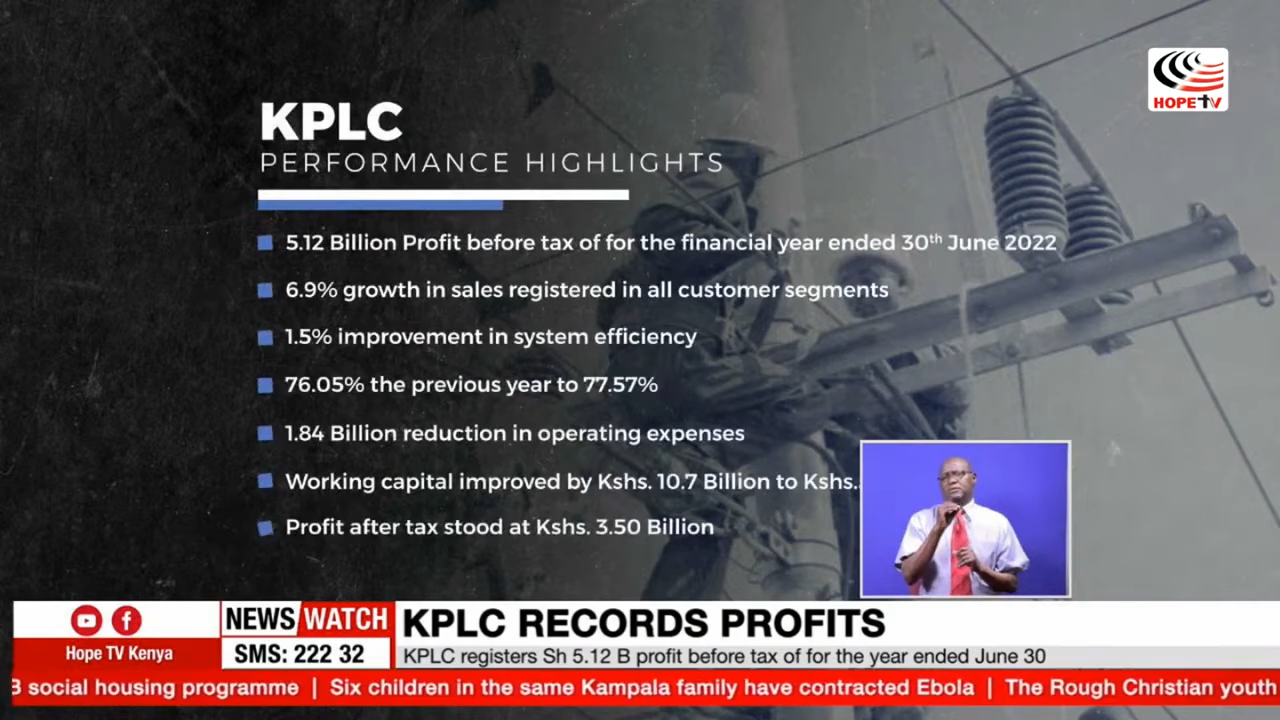 HOPE TV
KPLC
PERFORMANCE HIGHLIGHTS
5.12 Billion Profit before tax of for the financial year ended 30th June 2022
6.9% growth in sales registered in all customer segments
1.5% improvement in system efficiency
76.05% the previous year to 77.57%
1.84 Billion reduction in operating expenses
Working capital improved by Kshs. 10.7 Billion to Kshs.
Profit after tax stood at Kshs. 3.50 Billion
Hope TV Kenya
NEWS WATCH
SMS: 222 32
KPLC RECORDS PROFITS
KPLC registers Sh 5.12 B profit before tax of for the year ended June 30
social housing programme | Six children in the same Kampala family have contracted Ebola | The Rough Christian youth